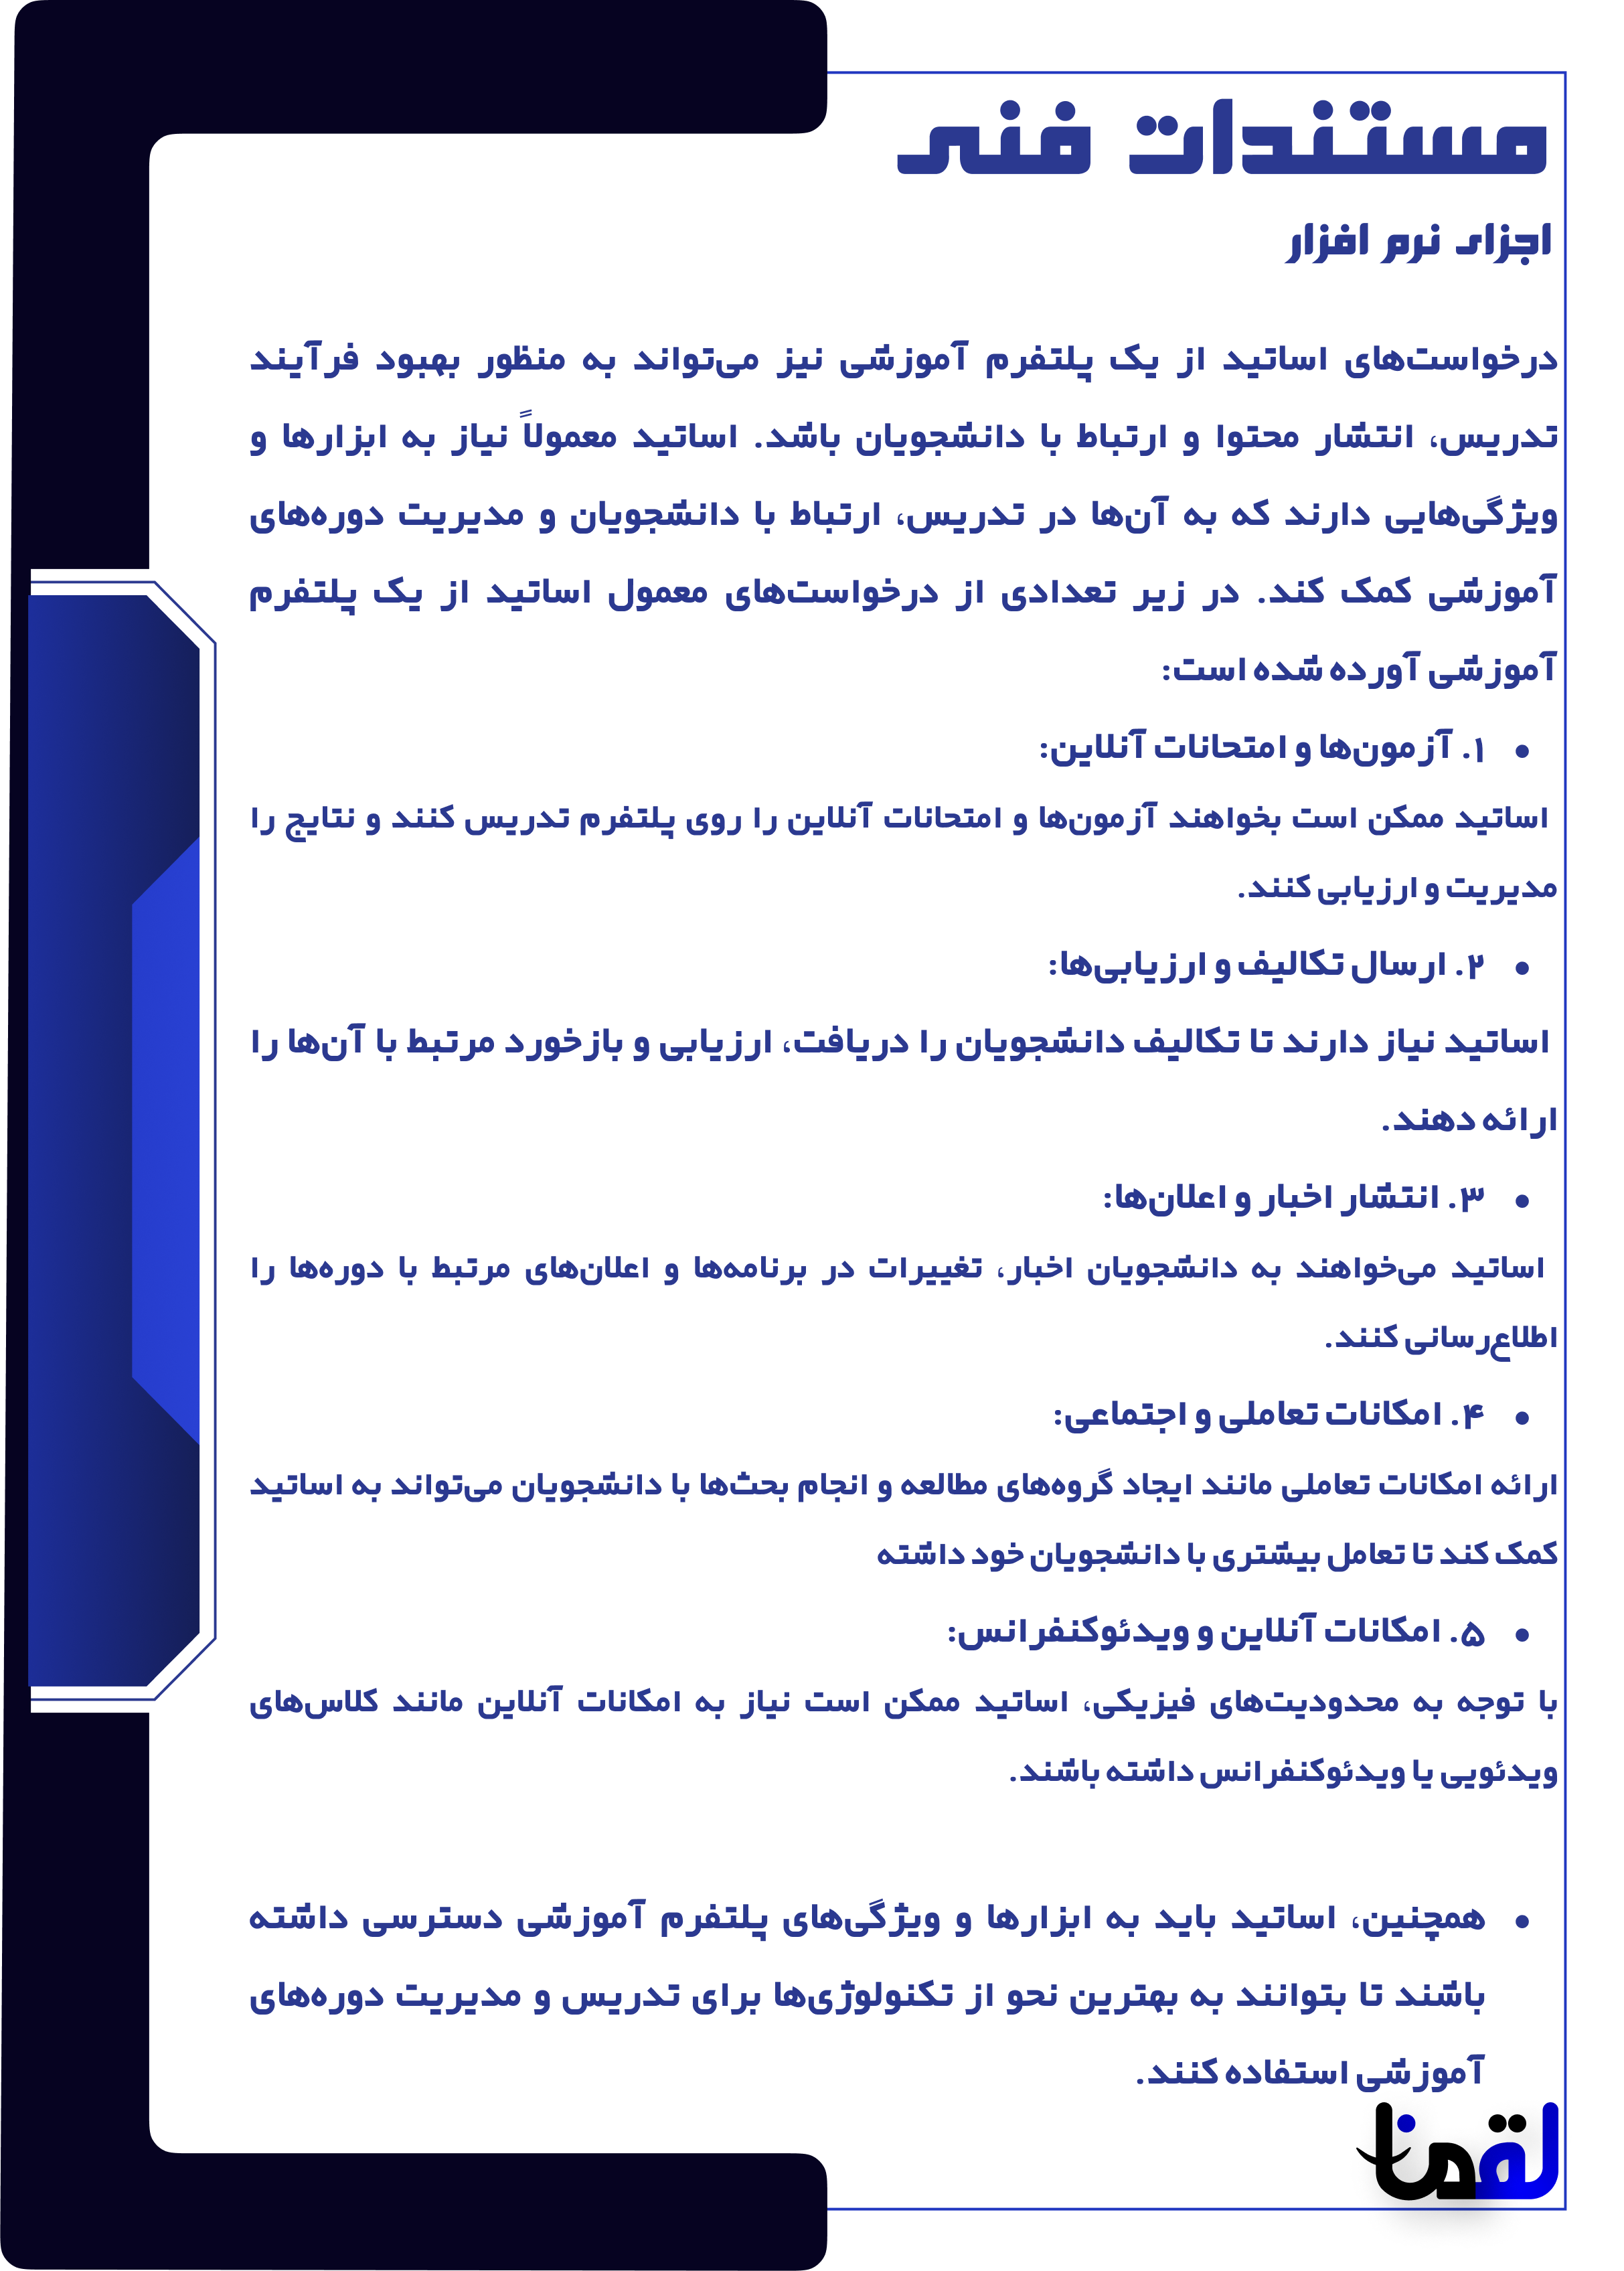 مستندات فنی
اجزای نرم افزار
درخواست‌های اساتید از یک پلتفرم آموزشی نیز می‌تواند به منظور بهبود فرآیند
تدریس، انتشار محتوا و ارتباط با دانشجویان باشد. اساتید معمولاً نیاز به ابزارها و
ویژگی‌هایی دارند که به آن‌ها در تدریس، ارتباط با دانشجویان و مدیریت دوره‌های
آموزشی کمک کند. در زیر تعدادی از درخواست‌های معمول اساتید از یک پلتفرم
آموزشی آورده شده است:
• ۱. آزمون‌ها و امتحانات آنلاین:
اساتید ممکن است بخواهند آزمون‌ها و امتحانات آنلاین را روی پلتفرم تدریس کنند و نتایج را
مدیریت و ارزیابی کنند.
• ۲. ارسال تکالیف و ارزیابی‌ها:
اساتید نیاز دارند تا تکالیف دانشجویان را دریافت، ارزیابی و بازخورد مرتبط با آن‌ها را
ارائه دهند.
• ۳. انتشار اخبار و اعلان‌ها:
اساتید می‌خواهند به دانشجویان اخبار، تغییرات در برنامه‌ها و اعلان‌های مرتبط با دوره‌ها را
اطلاع‌رسانی کنند.
• ۴. امکانات تعاملی و اجتماعی:
ارائه امکانات تعاملی مانند ایجاد گروه‌های مطالعه و انجام بحث‌ها با دانشجویان می‌تواند به اساتید
کمک کند تا تعامل بیشتری با دانشجویان خود داشته
• ۵. امکانات آنلاین و ویدئوکنفرانس:
با توجه به محدودیت‌های فیزیکی، اساتید ممکن است نیاز به امکانات آنلاین مانند کلاس‌های
ویدئویی یا ویدئوکنفرانس داشته باشند.
• همچنین، اساتید باید به ابزارها و ویژگی‌های پلتفرم آموزشی دسترسی داشته
باشند تا بتوانند به بهترین نحو از تکنولوژی‌ها برای تدریس و مدیریت دوره‌های
آموزشی استفاده کنند.
لقمان